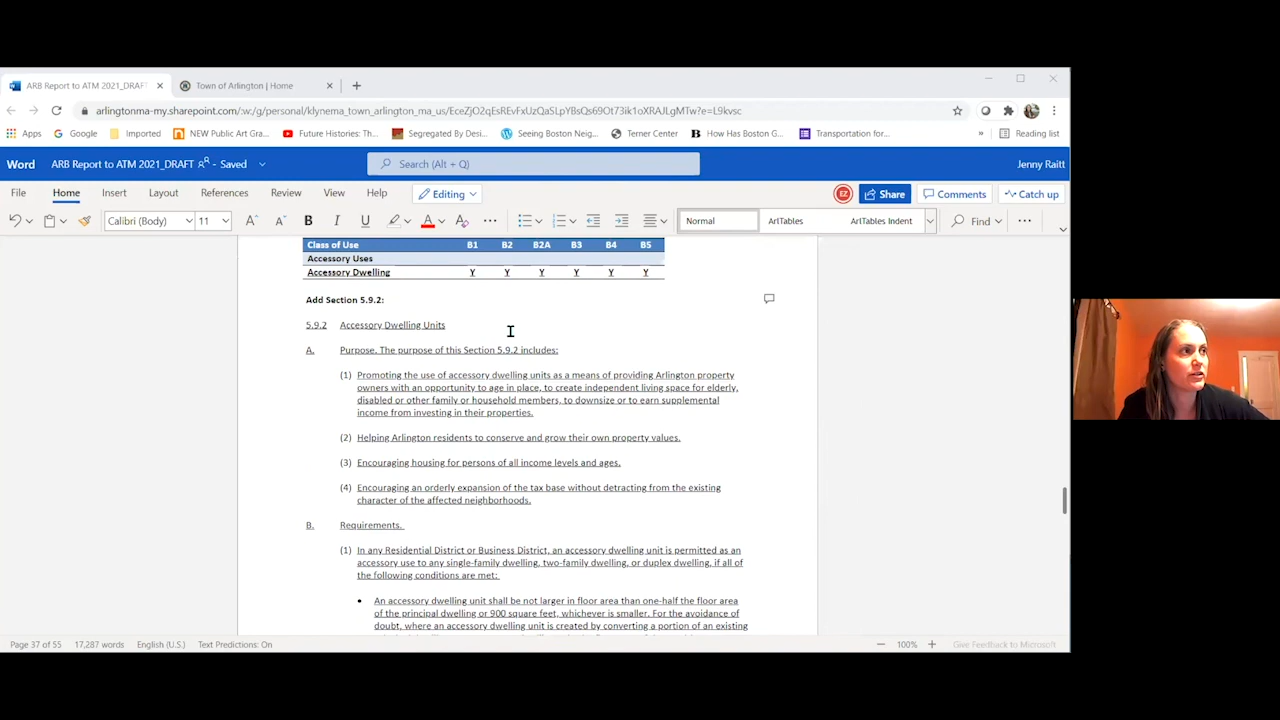 ARB Report to ATM 2021_DRAFT
Town of Arlington | Home
arlingtonma-my.sharepoint.com/:w:/g/personal/klynema_town_arlington_ma_us/EceZjO2qEsREvFxUzQaSLpYBsQs69Ot73ik1oXRAJLgMTw?e=L9kvsc
Apps Google Imported NEW Public Art Gra... Future Histories: Th... Segregated By Desi... Seeing Boston Neig... Terner Center How Has Boston G... Transportation for... » Reading list
Word ARB Report to ATM 2021_DRAFT - Saved Search (Alt + Q) Jenny Raitt
File Home Insert Layout References Review View Help Editing EZ Share Comments Catch up
Calibri (Body) 11 B I U A Normal ArlTables ArlTables Indent Find
Class of Use B1 B2 B2A B3 B4 B5
Accessory Uses
Accessory Dwelling Y Y Y Y Y Y
Add Section 5.9.2:
5.9.2 Accessory Dwelling Units
A. Purpose. The purpose of this Section 5.9.2 includes:
(1) Promoting the use of accessory dwelling units as a means of providing Arlington property
owners with an opportunity to age in place, to create independent living space for elderly,
disabled or other family or household members, to downsize or to earn supplemental
income from investing in their properties.
(2) Helping Arlington residents to conserve and grow their own property values.
(3) Encouraging housing for persons of all income levels and ages.
(4) Encouraging an orderly expansion of the tax base without detracting from the existing
character of the affected neighborhoods.
B. Requirements.
(1) In any Residential District or Business District, an accessory dwelling unit is permitted as an
accessory use to any single-family dwelling, two-family dwelling, or duplex dwelling, if all of
the following conditions are met:
• An accessory dwelling unit shall be not larger in floor area than one-half the floor area
of the principal dwelling or 900 square feet, whichever is smaller. For the avoidance of
doubt, where an accessory dwelling unit is created by converting a portion of an existing
Page 37 of 55 17,287 words English (U.S.) Text Predictions: On 100% Give Feedback to Microsoft